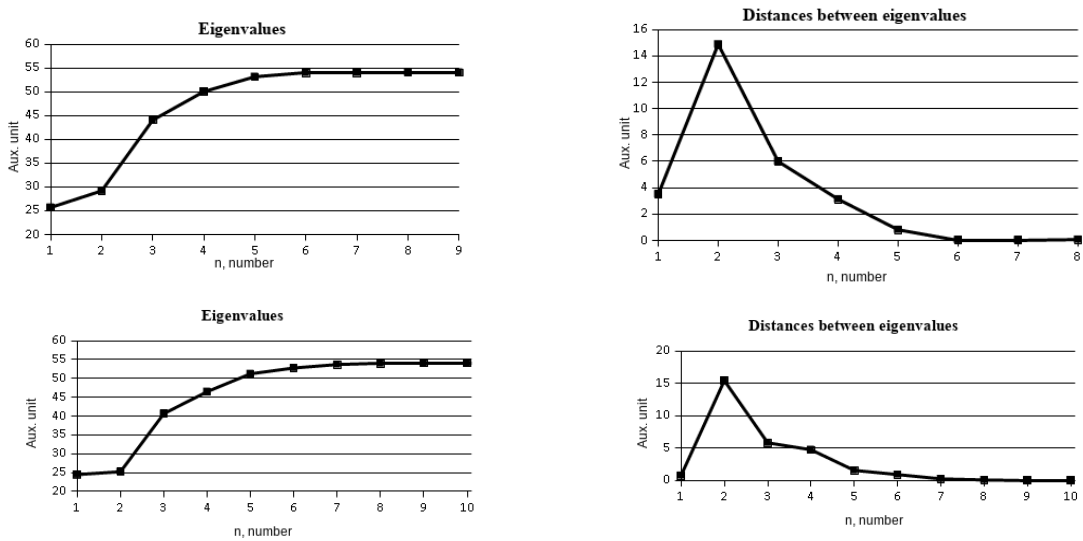 Eigenvalues
60
55
50
45
40
35
30
25
20
Aux. unit
1 2 3 4 5 6 7 8 9
n, number
Distances between eigenvalues
16
14
12
10
8
6
4
2
0
Aux. unit
1 2 3 4 5 6 7 8
n, number
Eigenvalues
60
55
50
45
40
35
30
25
20
Aux. unit
1 2 3 4 5 6 7 8 9 10
n, number
Distances between eigenvalues
20
15
10
5
0
Aux. unit
1 2 3 4 5 6 7 8 9 10
n, number